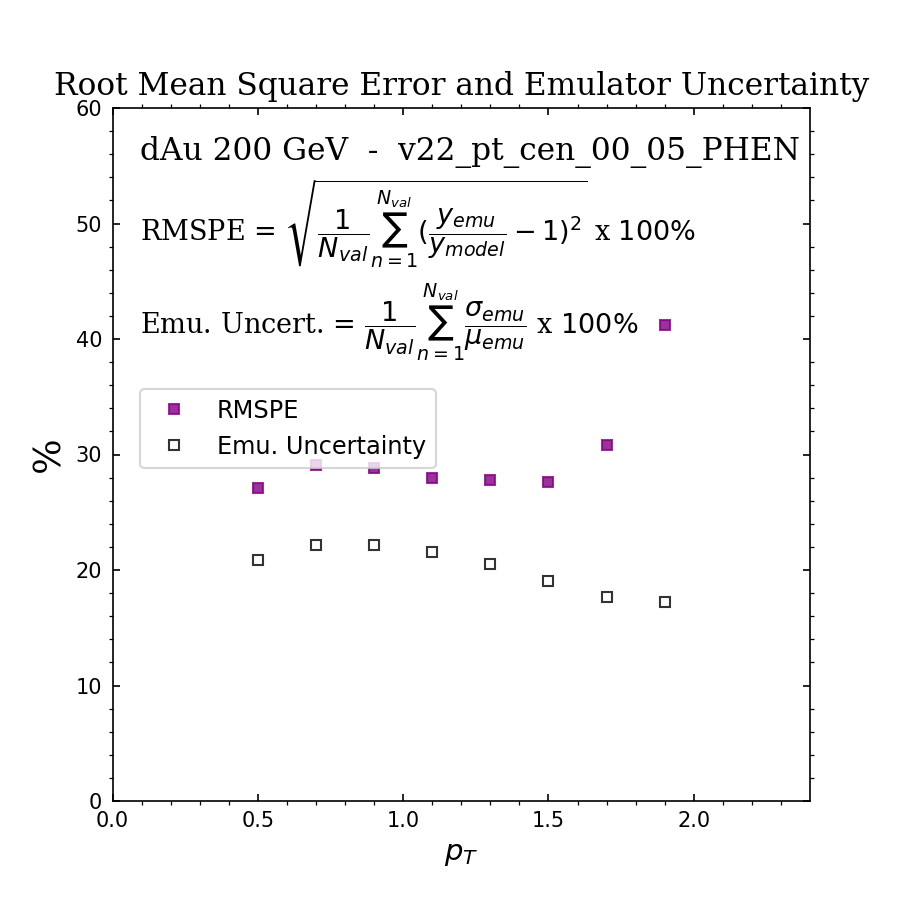 Root Mean Square Error and Emulator Uncertainty
60
dAu 200 GeV - v22_pt_cen_00_05_PHEN
50
RMSPE = √(1/N_val ∑_{n=1}^{N_val} (y_emu/y_model − 1)²) x 100%
Emu. Uncert. = 1/N_val ∑_{n=1}^{N_val} σ_emu/μ_emu x 100%
40
RMSPE
Emu. Uncertainty
%
30
20
10
0
0.0 0.5 1.0 1.5 2.0
p_T